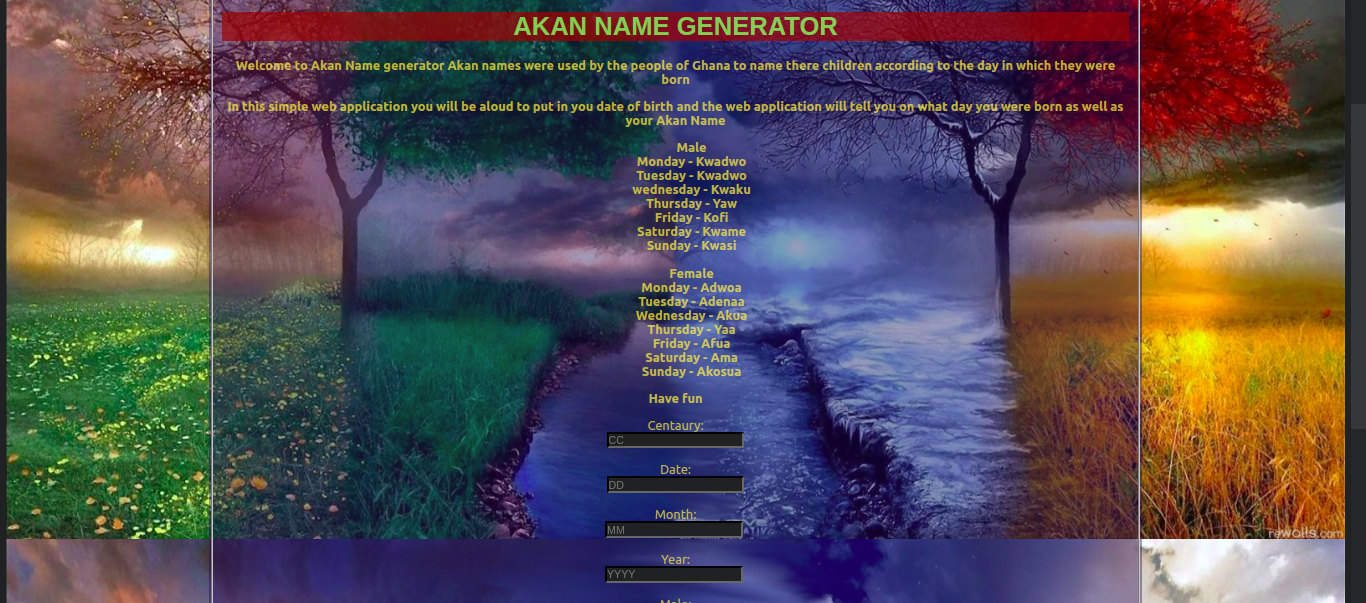 AKAN NAME GENERATOR
Welcome to Akan Name generator Akan names were used by the people of Ghana to name there children according to the day in which they were
born
In this simple web application you will be aloud to put in you date of birth and the web application will tell you on what day you were born as well as
your Akan Name
Male
Monday - Kwadwo
Tuesday - Kwadwo
wednesday - Kwaku
Thursday - Yaw
Friday - Kofi
Saturday - Kwame
Sunday - Kwasi
Female
Monday - Adwoa
Tuesday - Adenaa
Wednesday - Akua
Thursday - Yaa
Friday - Afua
Saturday - Ama
Sunday - Akosua
Have fun
Centaury:
CC
Date:
DD
Month:
MM
rewalls.com
Year:
YYYY